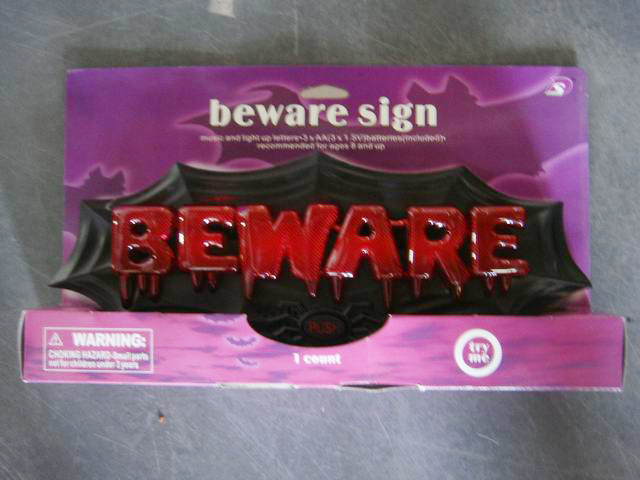 beware sign
music and light up letters•3 x AA(3 x 1.5V)batteries(included)•
recommended for ages 8 and up
BEWARE
PUSH
WARNING:
CHOKING HAZARD-Small parts
not for children under 3 years
1 count
try
me